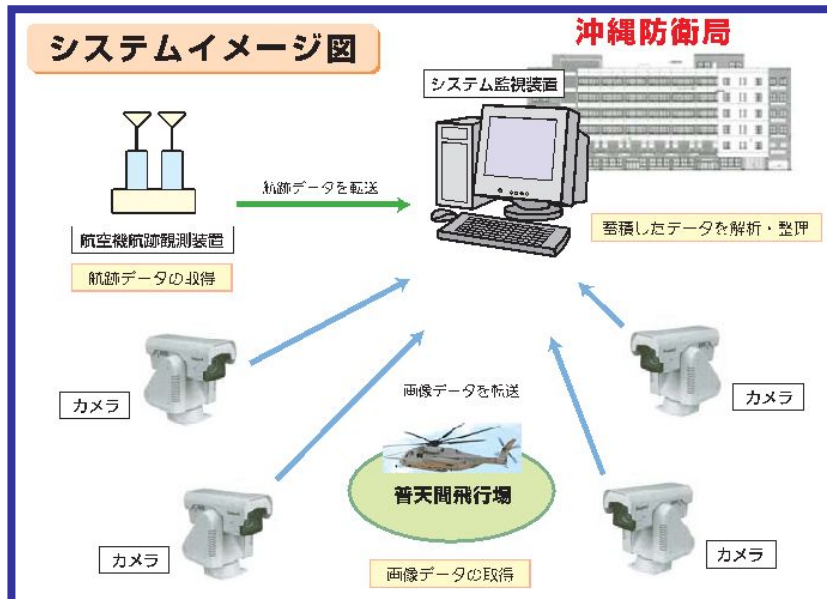 システムイメージ図
沖縄防衛局
システム監視装置
航跡データを転送
航空機航跡観測装置
航跡データの取得
蓄積したデータを解析・整理
カメラ
カメラ
画像データを転送
普天間飛行場
カメラ
カメラ
画像データの取得